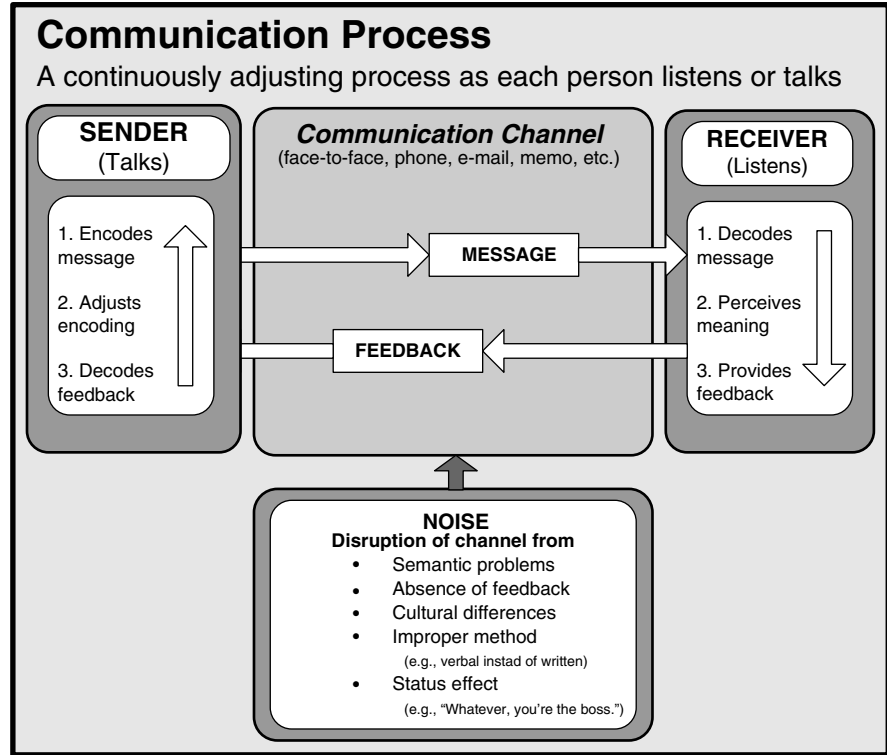 Communication Process
A continuously adjusting process as each person listens or talks
SENDER
(Talks)
1. Encodes
message
2. Adjusts
encoding
3. Decodes
feedback
Communication Channel
(face-to-face, phone, e-mail, memo, etc.)
MESSAGE
FEEDBACK
RECEIVER
(Listens)
1. Decodes
message
2. Perceives
meaning
3. Provides
feedback
NOISE
Disruption of channel from
• Semantic problems
• Absence of feedback
• Cultural differences
• Improper method
(e.g., verbal instad of written)
• Status effect
(e.g., “Whatever, you're the boss.”)